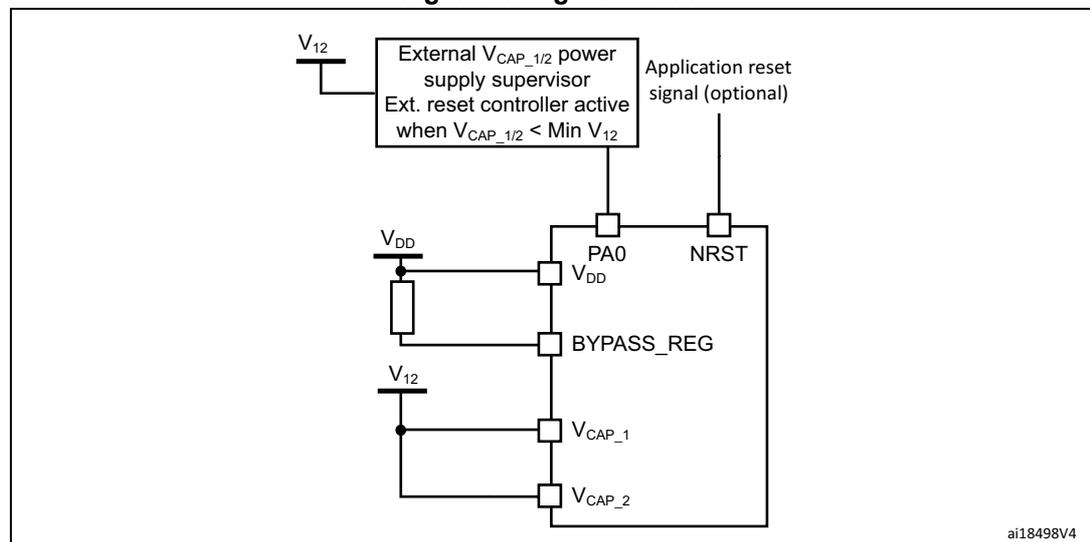 V12
External VCAP_1/2 power
supply supervisor
Ext. reset controller active
when VCAP_1/2 < Min V12
Application reset
signal (optional)
PA0
NRST
VDD
VDD
BYPASS_REG
V12
VCAP_1
VCAP_2
ai18498V4